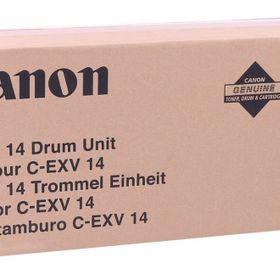 anon
CANON
GENUINE
TONER, DRUM & CARTRIDGE
14 Drum Unit
our C-EXV 14
14 Trommel Einheit
or C-EXV 14
tamburo C-EXV 14